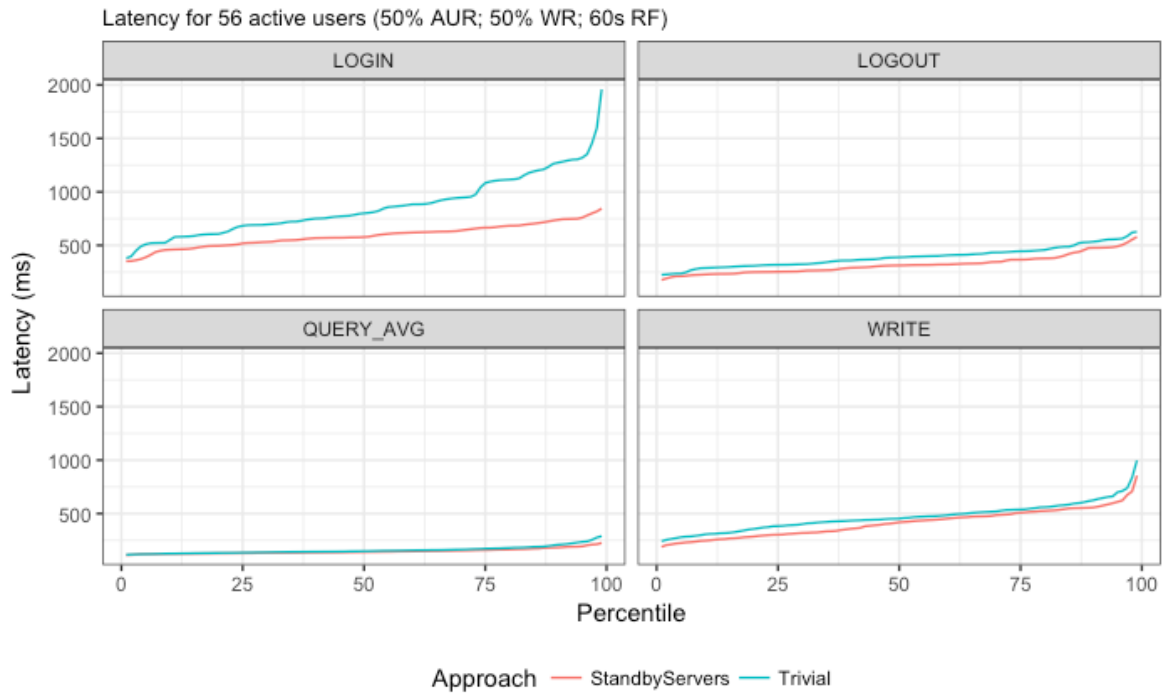 Latency for 56 active users (50% AUR; 50% WR; 60s RF)
LOGIN
LOGOUT
2000
1500
1000
500
QUERY_AVG
WRITE
2000
1500
1000
500
Latency (ms)
0 25 50 75 100 0 25 50 75 100
Percentile
Approach StandbyServers Trivial